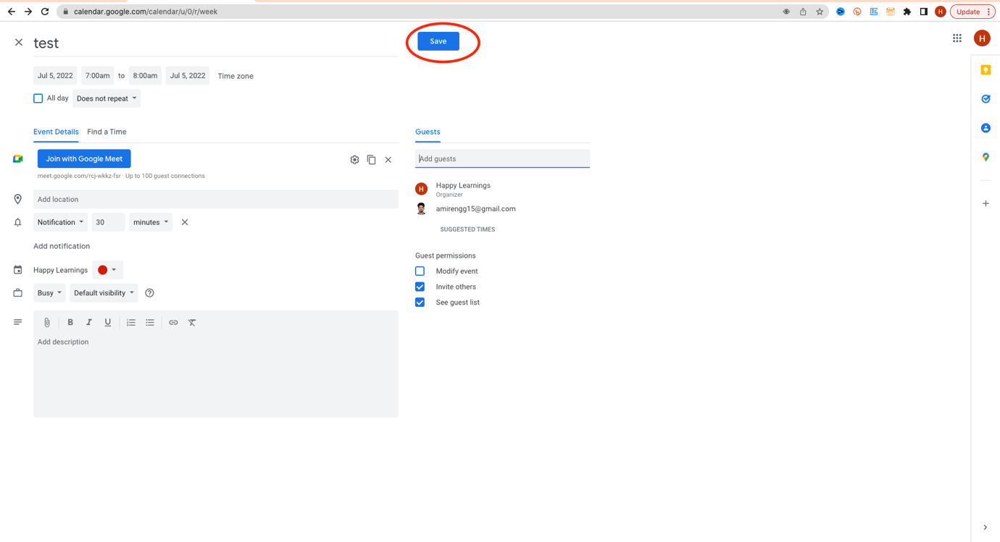 calendar.google.com/calendar/u/0/r/week
H
Update
test
Save
H
Jul 5, 2022 7:00am to 8:00am Jul 5, 2022 Time zone
All day Does not repeat
Event Details Find a Time
Guests
Join with Google Meet
Add guests
meet.google.com/rcj-wkkz-fsr · Up to 100 guest connections
H
Happy Learnings
Organizer
Add location
amirengg15@gmail.com
Notification 30 minutes
SUGGESTED TIMES
Add notification
Guest permissions
Happy Learnings
Modify event
Invite others
Busy Default visibility
See guest list
B I U
Add description